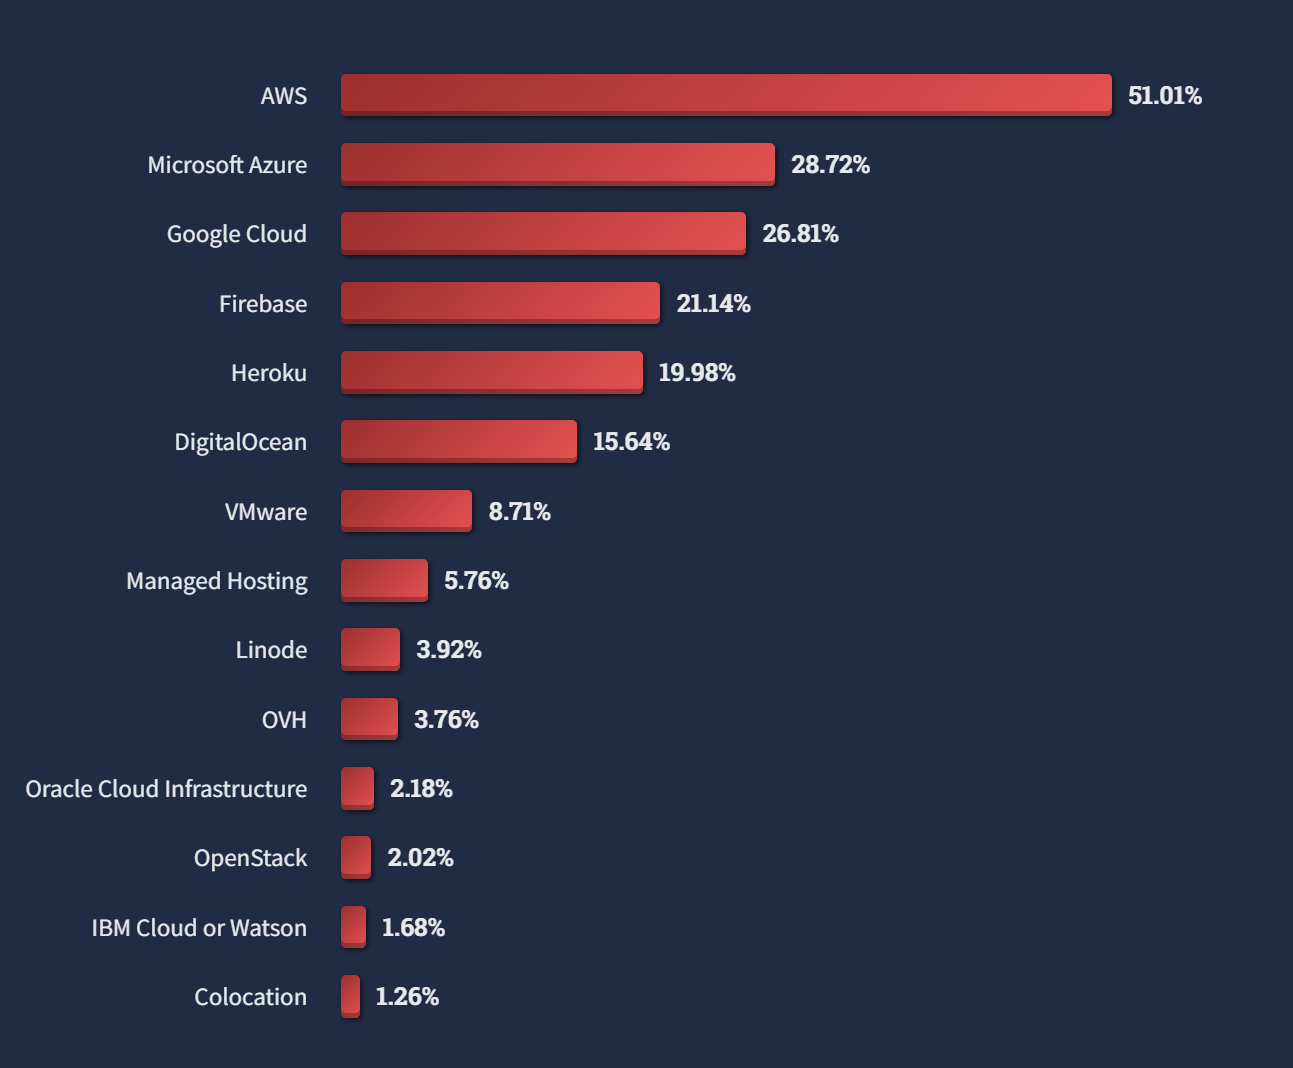 AWS 51.01%
Microsoft Azure 28.72%
Google Cloud 26.81%
Firebase 21.14%
Heroku 19.98%
DigitalOcean 15.64%
VMware 8.71%
Managed Hosting 5.76%
Linode 3.92%
OVH 3.76%
Oracle Cloud Infrastructure 2.18%
OpenStack 2.02%
IBM Cloud or Watson 1.68%
Colocation 1.26%